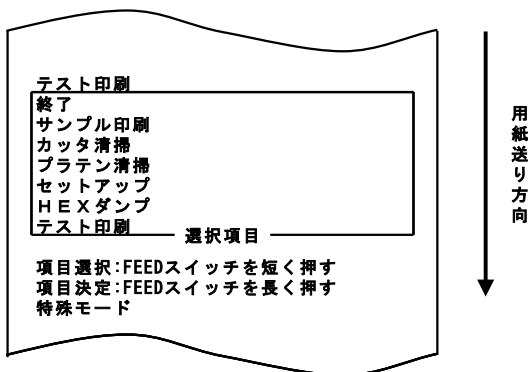 テスト印刷
終了
サンプル印刷
カッタ清掃
プラテン清掃
セットアップ
ＨＥＸダンプ
テスト印刷
選択項目
項目選択:FEEDスイッチを短く押す
項目決定:FEEDスイッチを長く押す
特殊モード
用紙送り方向